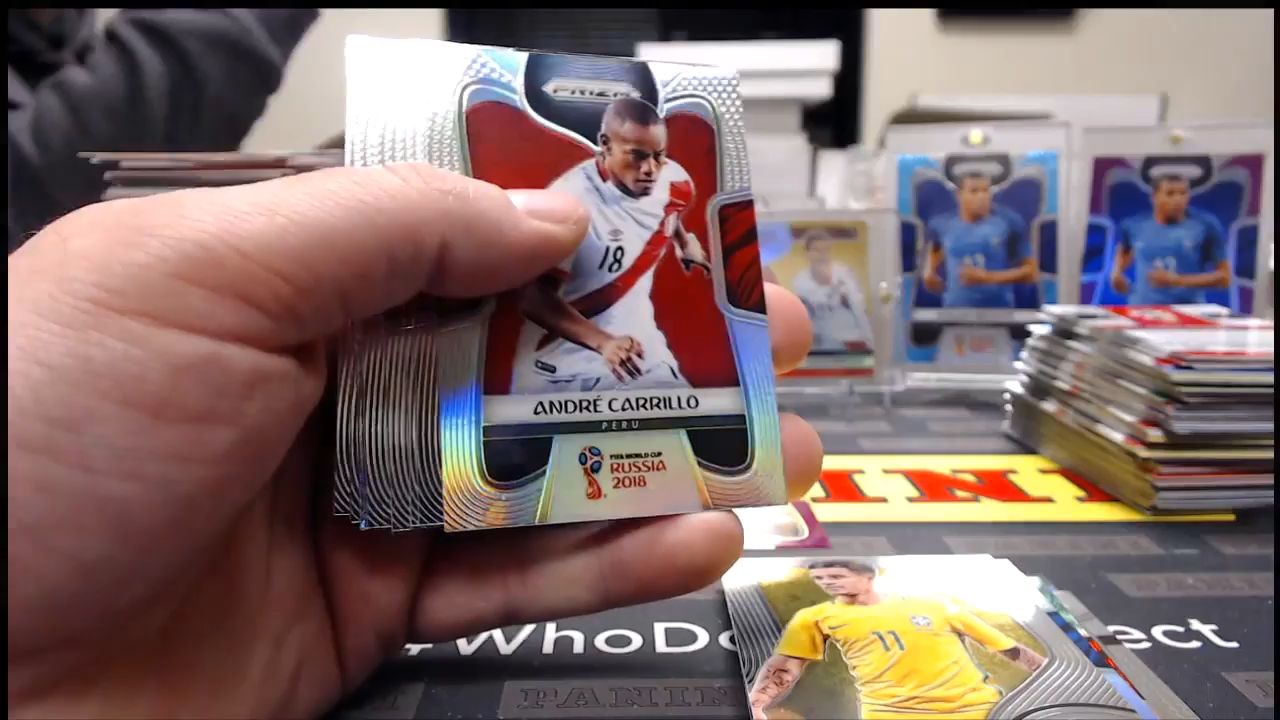 PRIZM
18
ANDRÉ CARRILLO
PERU
FIFA WORLD CUP
RUSSIA
2018
11
#WhoDo
ect
PANINI